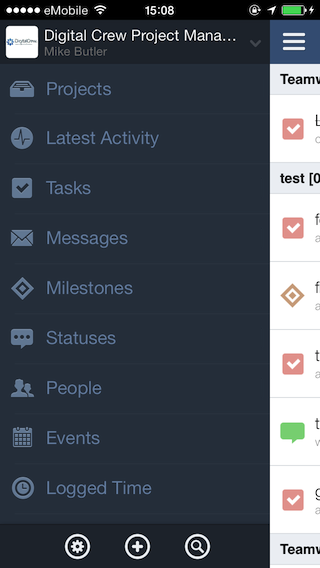 eMobile 15:08
Digital Crew Project Mana...
Mike Butler
Projects
Latest Activity
Tasks
Messages
Milestones
Statuses
People
Events
Logged Time
Teamw
test [0
Teamw